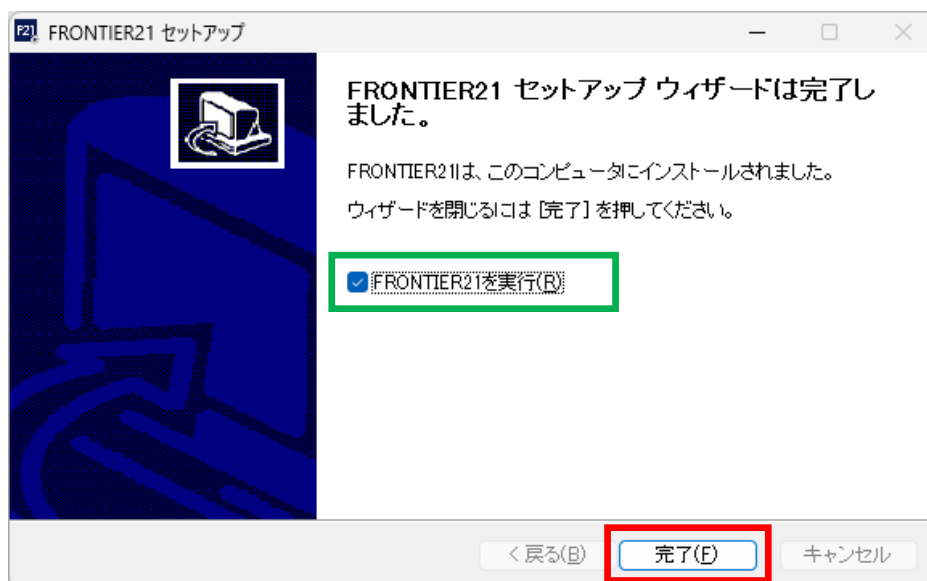 F21 FRONTIER21 セットアップ
FRONTIER21 セットアップ ウィザードは完了し
ました。
FRONTIER21は、このコンピュータにインストールされました。
ウィザードを閉じるには [完了] を押してください。
FRONTIER21を実行(R)
< 戻る(B)
完了(F)
キャンセル